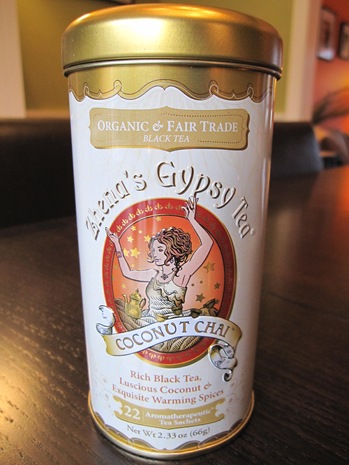 ORGANIC & FAIR TRADE
BLACK TEA
Zhena's Gypsy Tea
COCONUT CHAI
Rich Black Tea,
Luscious Coconut &
Exquisite Warming Spices
22 Aromatherapeutic
Tea Sachets
Net Wt 2.33 oz (66g)